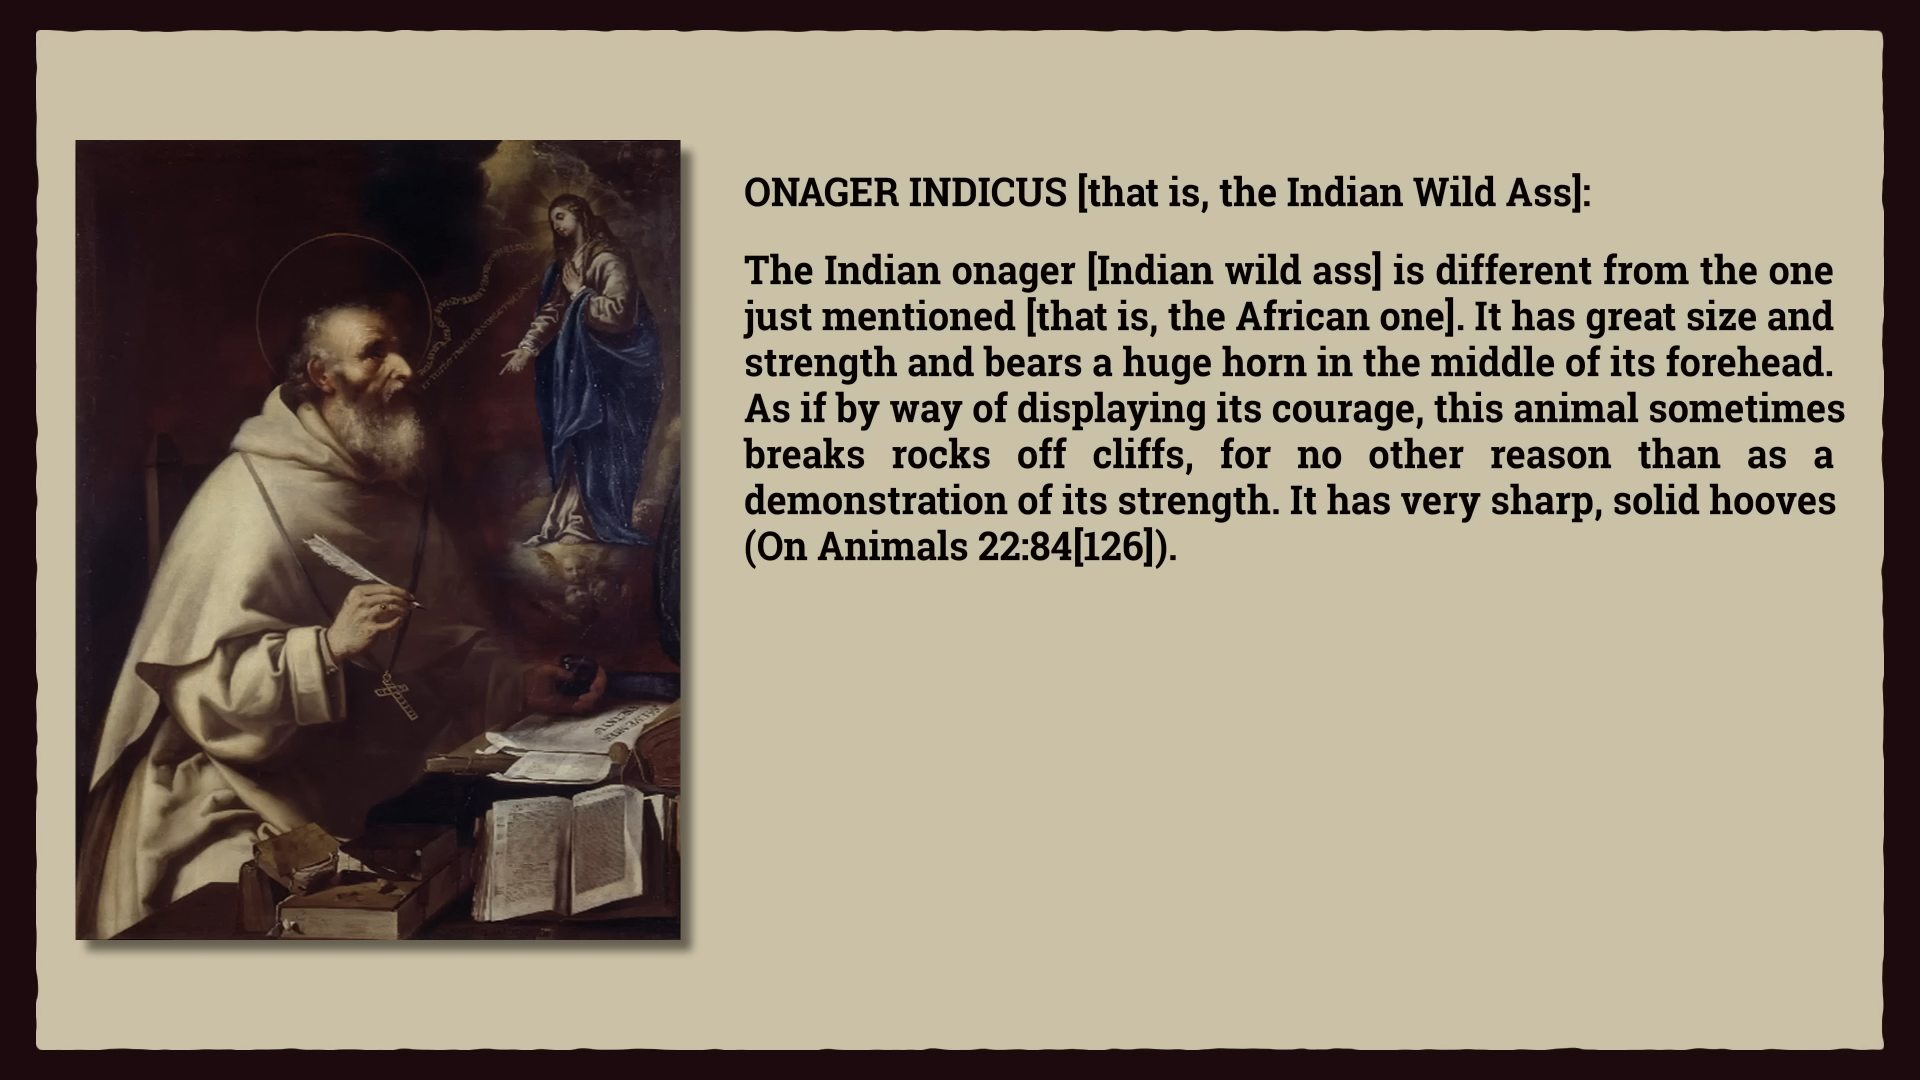 ONAGER INDICUS [that is, the Indian Wild Ass]:
The Indian onager [Indian wild ass] is different from the one
just mentioned [that is, the African one]. It has great size and
strength and bears a huge horn in the middle of its forehead.
As if by way of displaying its courage, this animal sometimes
breaks rocks off cliffs, for no other reason than as a
demonstration of its strength. It has very sharp, solid hooves
(On Animals 22:84[126]).